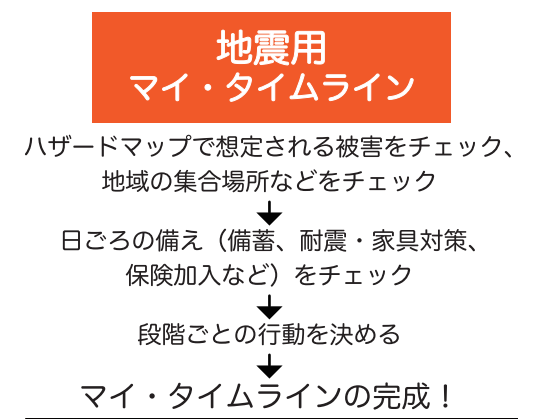 地震用
マイ・タイムライン
ハザードマップで想定される被害をチェック、
地域の集合場所などをチェック
日ごろの備え（備蓄、耐震・家具対策、
保険加入など）をチェック
段階ごとの行動を決める
マイ・タイムラインの完成！